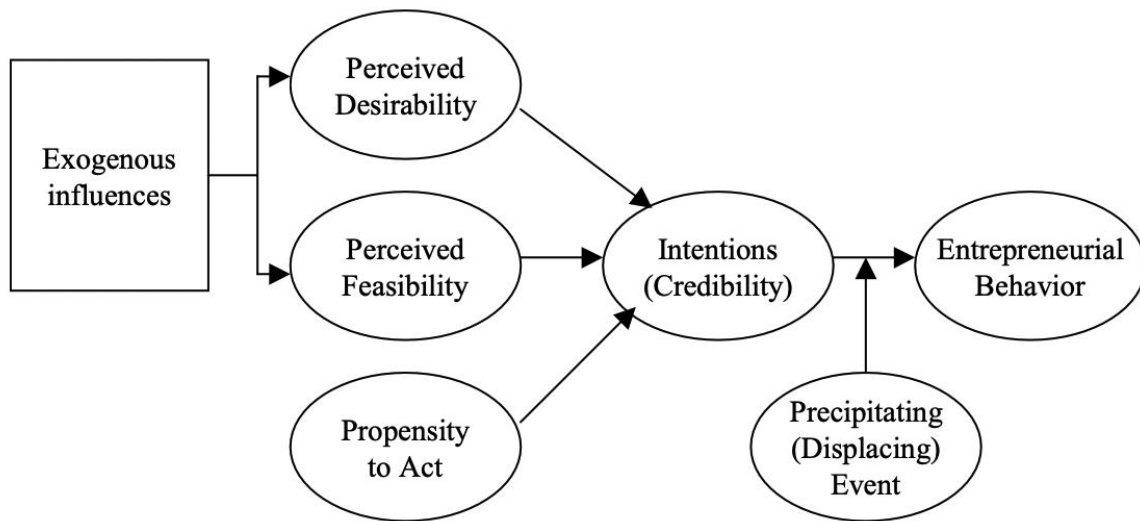 Exogenous
influences
Perceived
Desirability
Perceived
Feasibility
Propensity
to Act
Intentions
(Credibility)
Precipitating
(Displacing)
Event
Entrepreneurial
Behavior